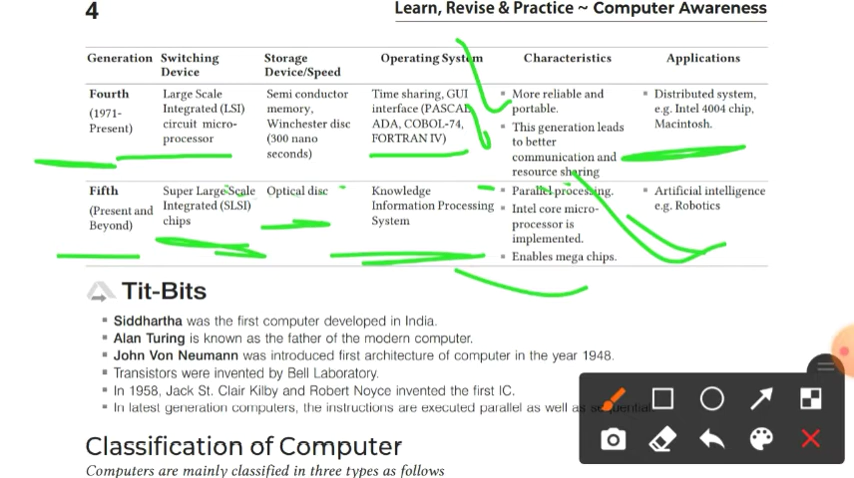 4 Learn, Revise & Practice ~ Computer Awareness
Generation Switching Device Storage Device/Speed Operating System Characteristics Applications
Fourth
(1971-
Present)
Large Scale
Integrated (LSI)
circuit micro-
processor
Semi conductor
memory,
Winchester disc
(300 nano
seconds)
Time sharing, GUI
interface (PASCAL,
ADA, COBOL-74,
FORTRAN IV)
▪ More reliable and
portable.
▪ This generation leads
to better
communication and
resource sharing
▪ Distributed system,
e.g. Intel 4004 chip,
Macintosh.
Fifth
(Present and
Beyond)
Super Large Scale
Integrated (SLSI)
chips
Optical disc
Knowledge
Information Processing
System
▪ Parallel processing.
▪ Intel core micro-
processor is
implemented.
▪ Enables mega chips.
▪ Artificial intelligence
e.g. Robotics
Tit-Bits
▪ Siddhartha was the first computer developed in India.
▪ Alan Turing is known as the father of the modern computer.
▪ John Von Neumann was introduced first architecture of computer in the year 1948.
▪ Transistors were invented by Bell Laboratory.
▪ In 1958, Jack St. Clair Kilby and Robert Noyce invented the first IC.
▪ In latest generation computers, the instructions are executed parallel as well as sequential.
Classification of Computer
Computers are mainly classified in three types as follows